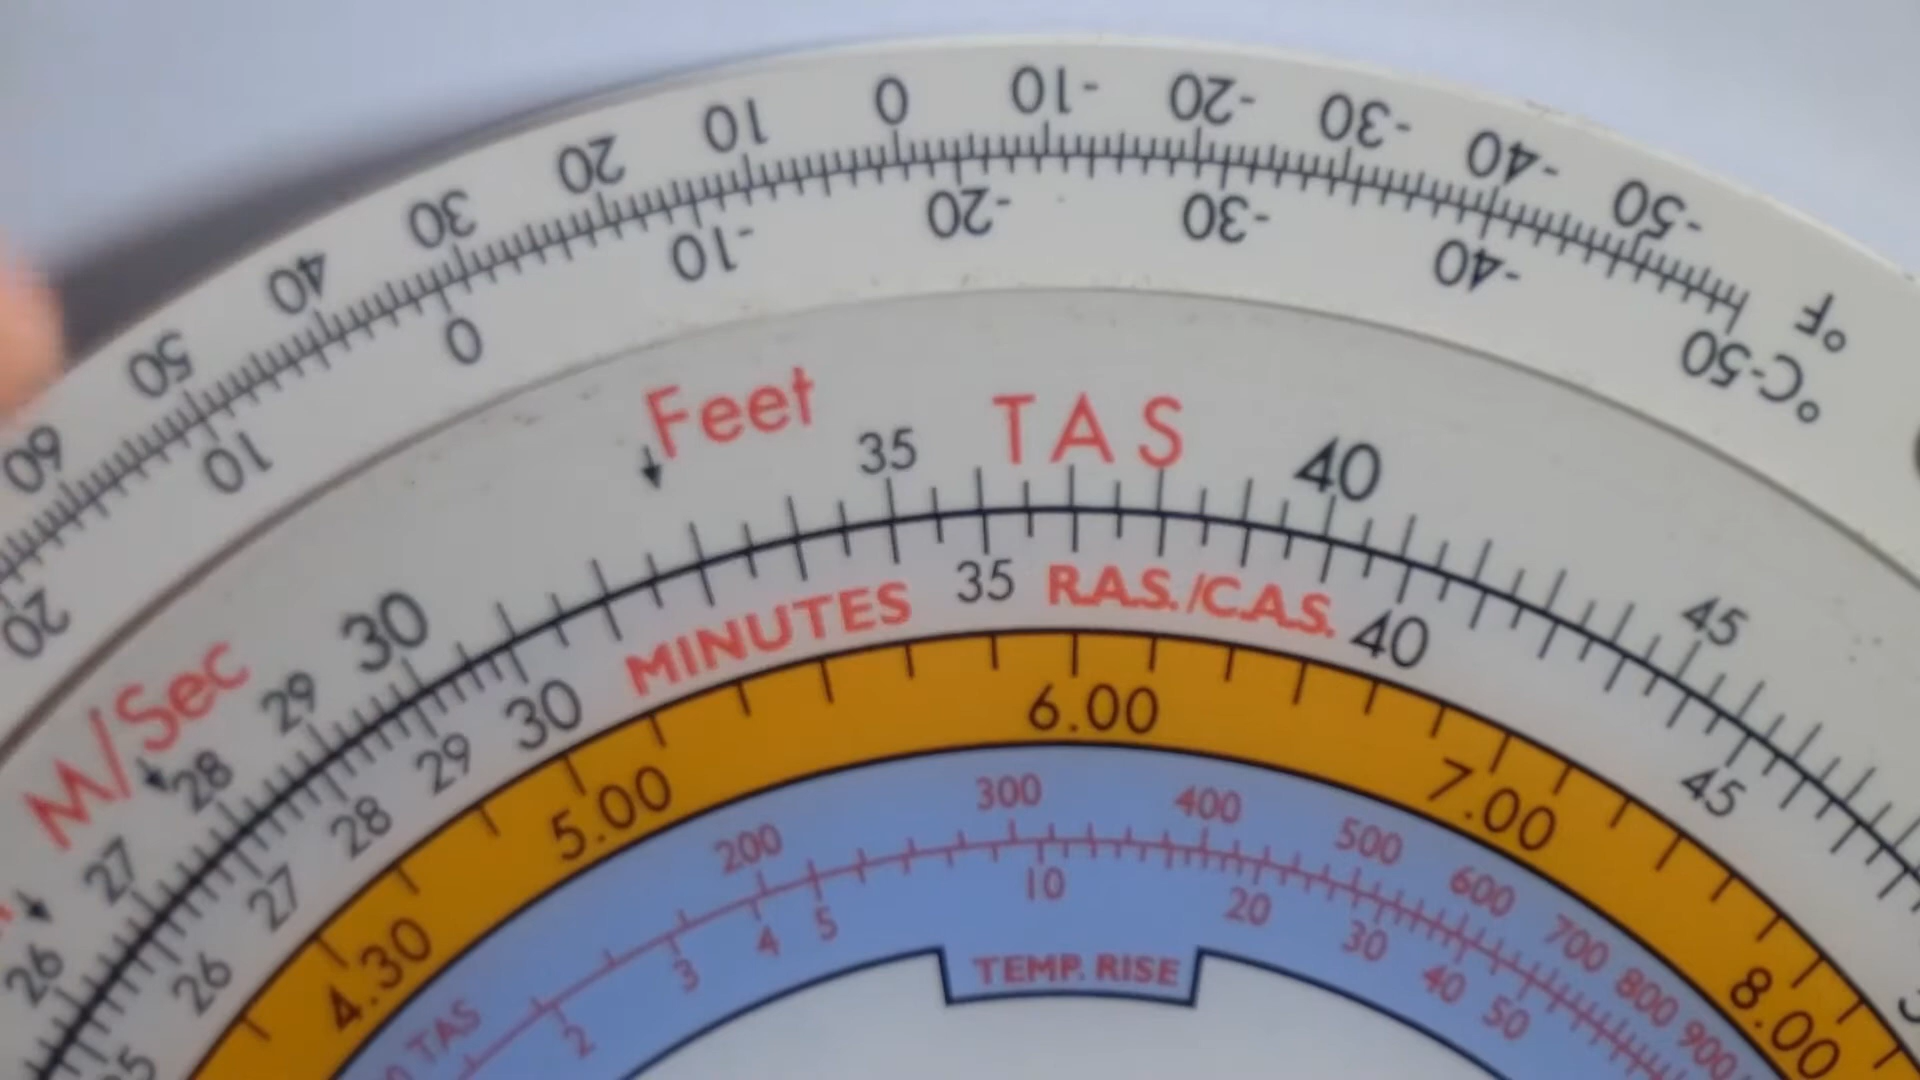 60 50 40 30 20 10 0 -10 -20 -30 -40 -50 °F
20 10 0 -10 -20 -30 -40 °C-50
Feet TAS
M/Sec
26 27 28 29 30 35 40 45
MINUTES R.A.S./C.A.S.
26 27 28 29 30 35 40 45
4.30 5.00 6.00 7.00 8.00
TAS 200 300 400 500 600 700 800 900
2 3 4 5 10 20 30 40 50
TEMP. RISE